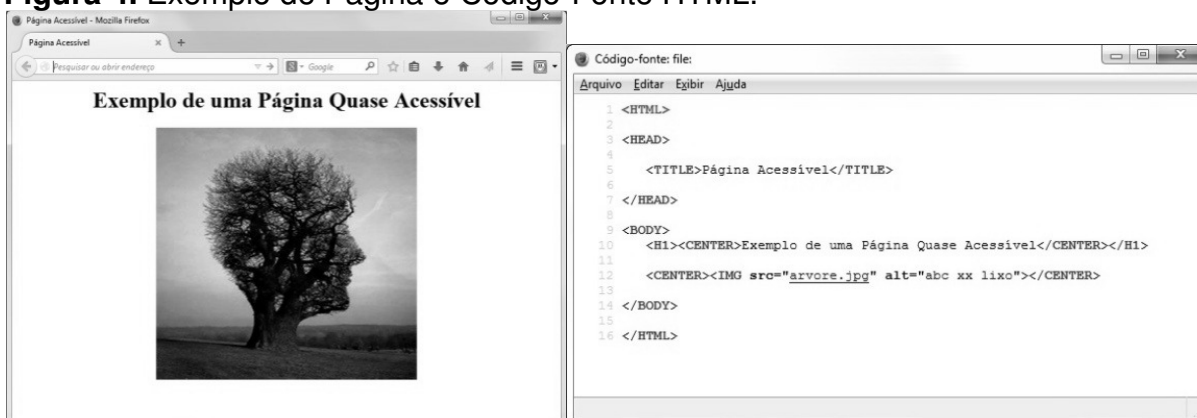 Figura 4. Exemplo de Página e Código-Fonte HTML.
Página Acessível - Mozilla Firefox
Página Acessível × +
Pesquisar ou abrir endereço
Google
Exemplo de uma Página Quase Acessível
Código-fonte: file:
Arquivo Editar Exibir Ajuda
1 <HTML>
2
3 <HEAD>
4
5 <TITLE>Página Acessível</TITLE>
6
7 </HEAD>
8
9 <BODY>
10 <H1><CENTER>Exemplo de uma Página Quase Acessível</CENTER></H1>
11
12 <CENTER><IMG src="arvore.jpg" alt="abc xx lixo"></CENTER>
13
14 </BODY>
15
16 </HTML>